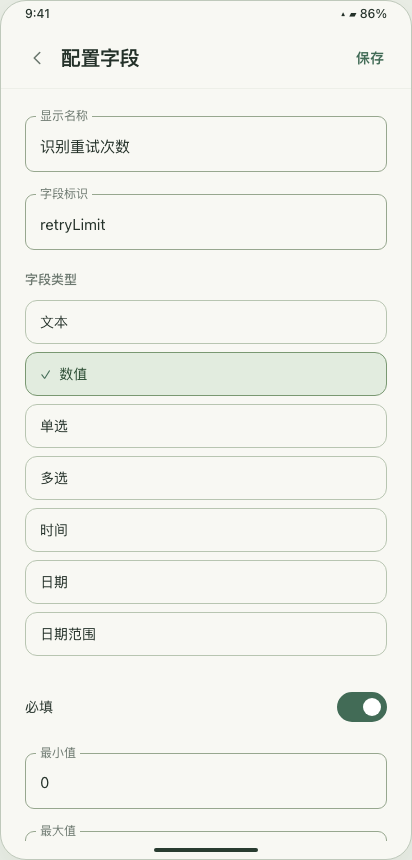 9:41
86%
配置字段
保存
显示名称
识别重试次数
字段标识
retryLimit
字段类型
文本
数值
单选
多选
时间
日期
日期范围
必填
最小值
0
最大值